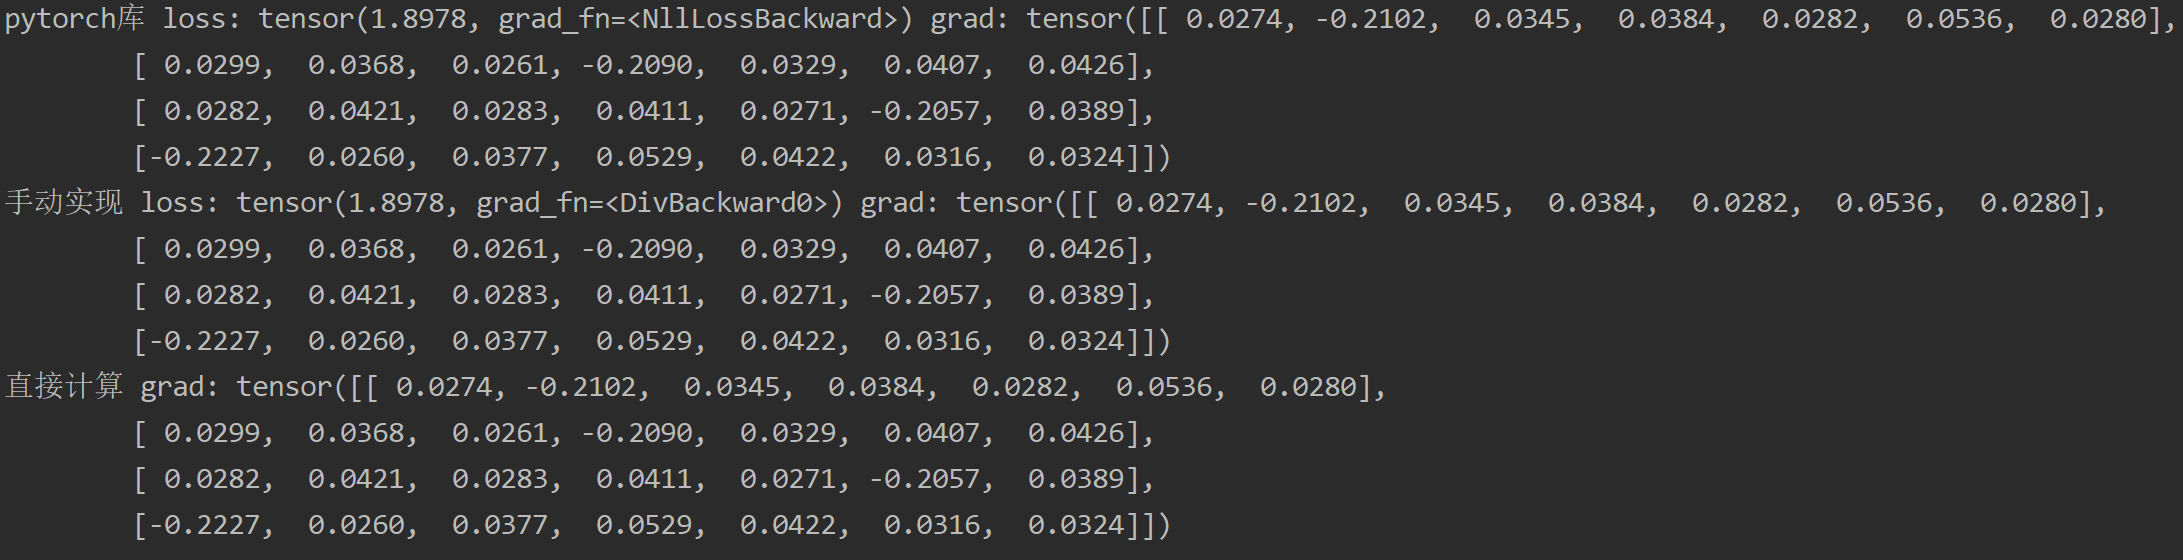 pytorch库 loss: tensor(1.8978, grad_fn=<NllLossBackward>) grad: tensor([[ 0.0274, -0.2102,  0.0345,  0.0384,  0.0282,  0.0536,  0.0280],
        [ 0.0299,  0.0368,  0.0261, -0.2090,  0.0329,  0.0407,  0.0426],
        [ 0.0282,  0.0421,  0.0283,  0.0411,  0.0271, -0.2057,  0.0389],
        [-0.2227,  0.0260,  0.0377,  0.0529,  0.0422,  0.0316,  0.0324]])
手动实现 loss: tensor(1.8978, grad_fn=<DivBackward0>) grad: tensor([[ 0.0274, -0.2102,  0.0345,  0.0384,  0.0282,  0.0536,  0.0280],
        [ 0.0299,  0.0368,  0.0261, -0.2090,  0.0329,  0.0407,  0.0426],
        [ 0.0282,  0.0421,  0.0283,  0.0411,  0.0271, -0.2057,  0.0389],
        [-0.2227,  0.0260,  0.0377,  0.0529,  0.0422,  0.0316,  0.0324]])
直接计算 grad: tensor([[ 0.0274, -0.2102,  0.0345,  0.0384,  0.0282,  0.0536,  0.0280],
        [ 0.0299,  0.0368,  0.0261, -0.2090,  0.0329,  0.0407,  0.0426],
        [ 0.0282,  0.0421,  0.0283,  0.0411,  0.0271, -0.2057,  0.0389],
        [-0.2227,  0.0260,  0.0377,  0.0529,  0.0422,  0.0316,  0.0324]])